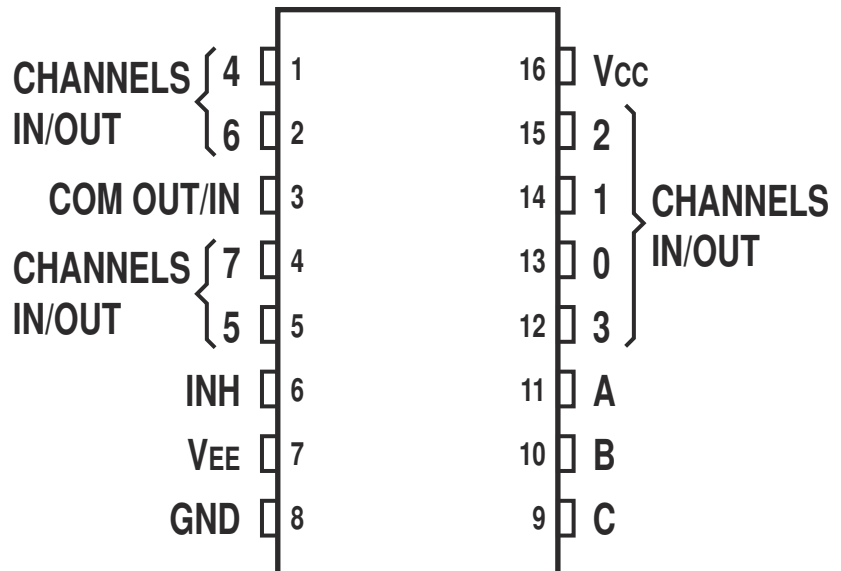 CHANNELS
IN/OUT
4 1
6 2
COM OUT/IN 3
CHANNELS
IN/OUT
7 4
5 5
INH 6
VEE 7
GND 8
16 VCC
15 2
14 1
13 0
12 3
CHANNELS
IN/OUT
11 A
10 B
9 C